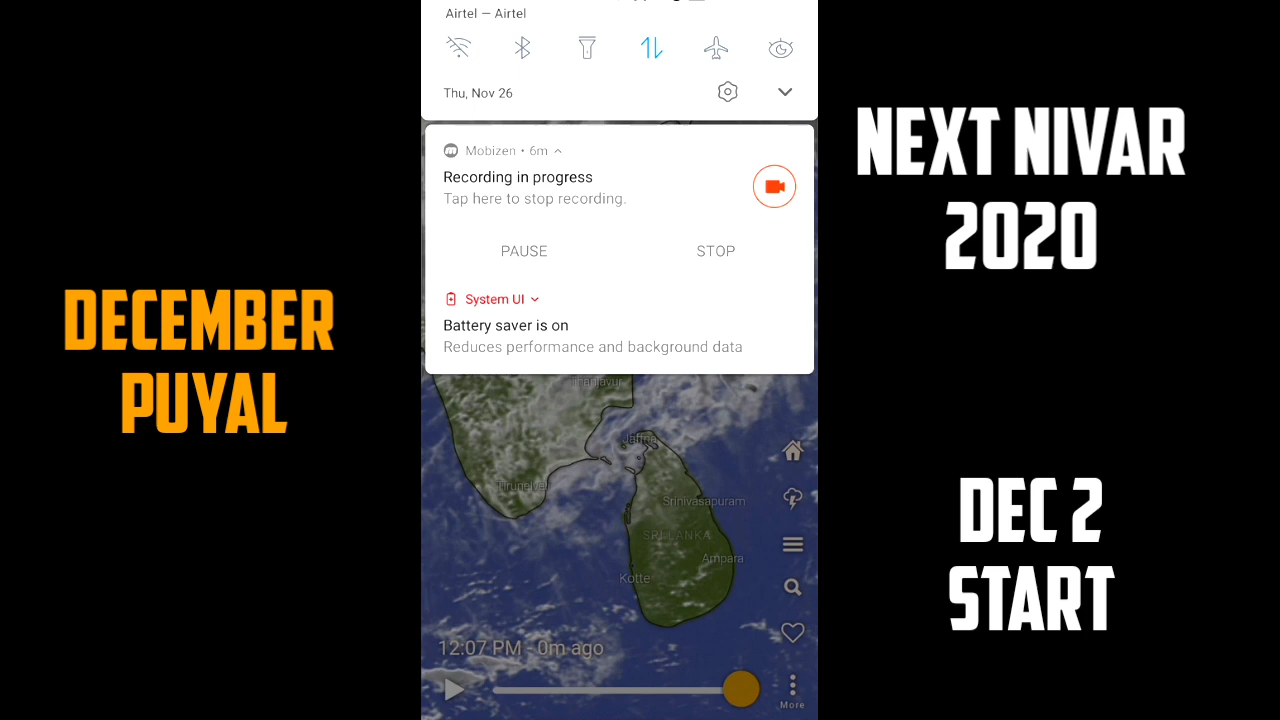 DECEMBER
PUYAL
Airtel — Airtel
Thu, Nov 26
Mobizen • 6m
Recording in progress
Tap here to stop recording.
PAUSE
STOP
System UI
Battery saver is on
Reduces performance and background data
Thanjavur
Jaffna
Tirunelveli
Srinivasapuram
SRI LANKA
Ampara
Kotte
12:07 PM - 0m ago
More
NEXT NIVAR
2020
DEC 2
START